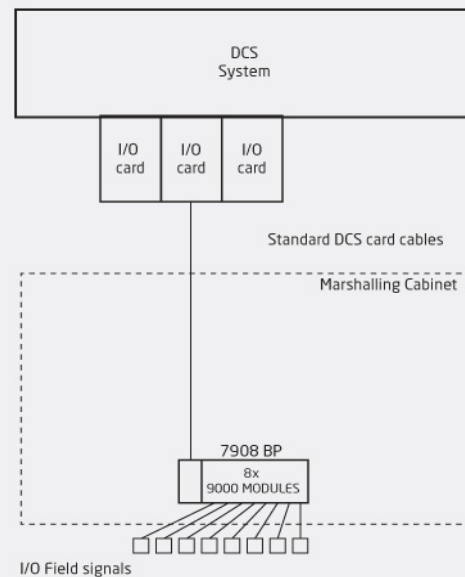 DCS
System
I/O
card
I/O
card
I/O
card
Standard DCS card cables
Marshalling Cabinet
7908 BP
8x
9000 MODULES
I/O Field signals